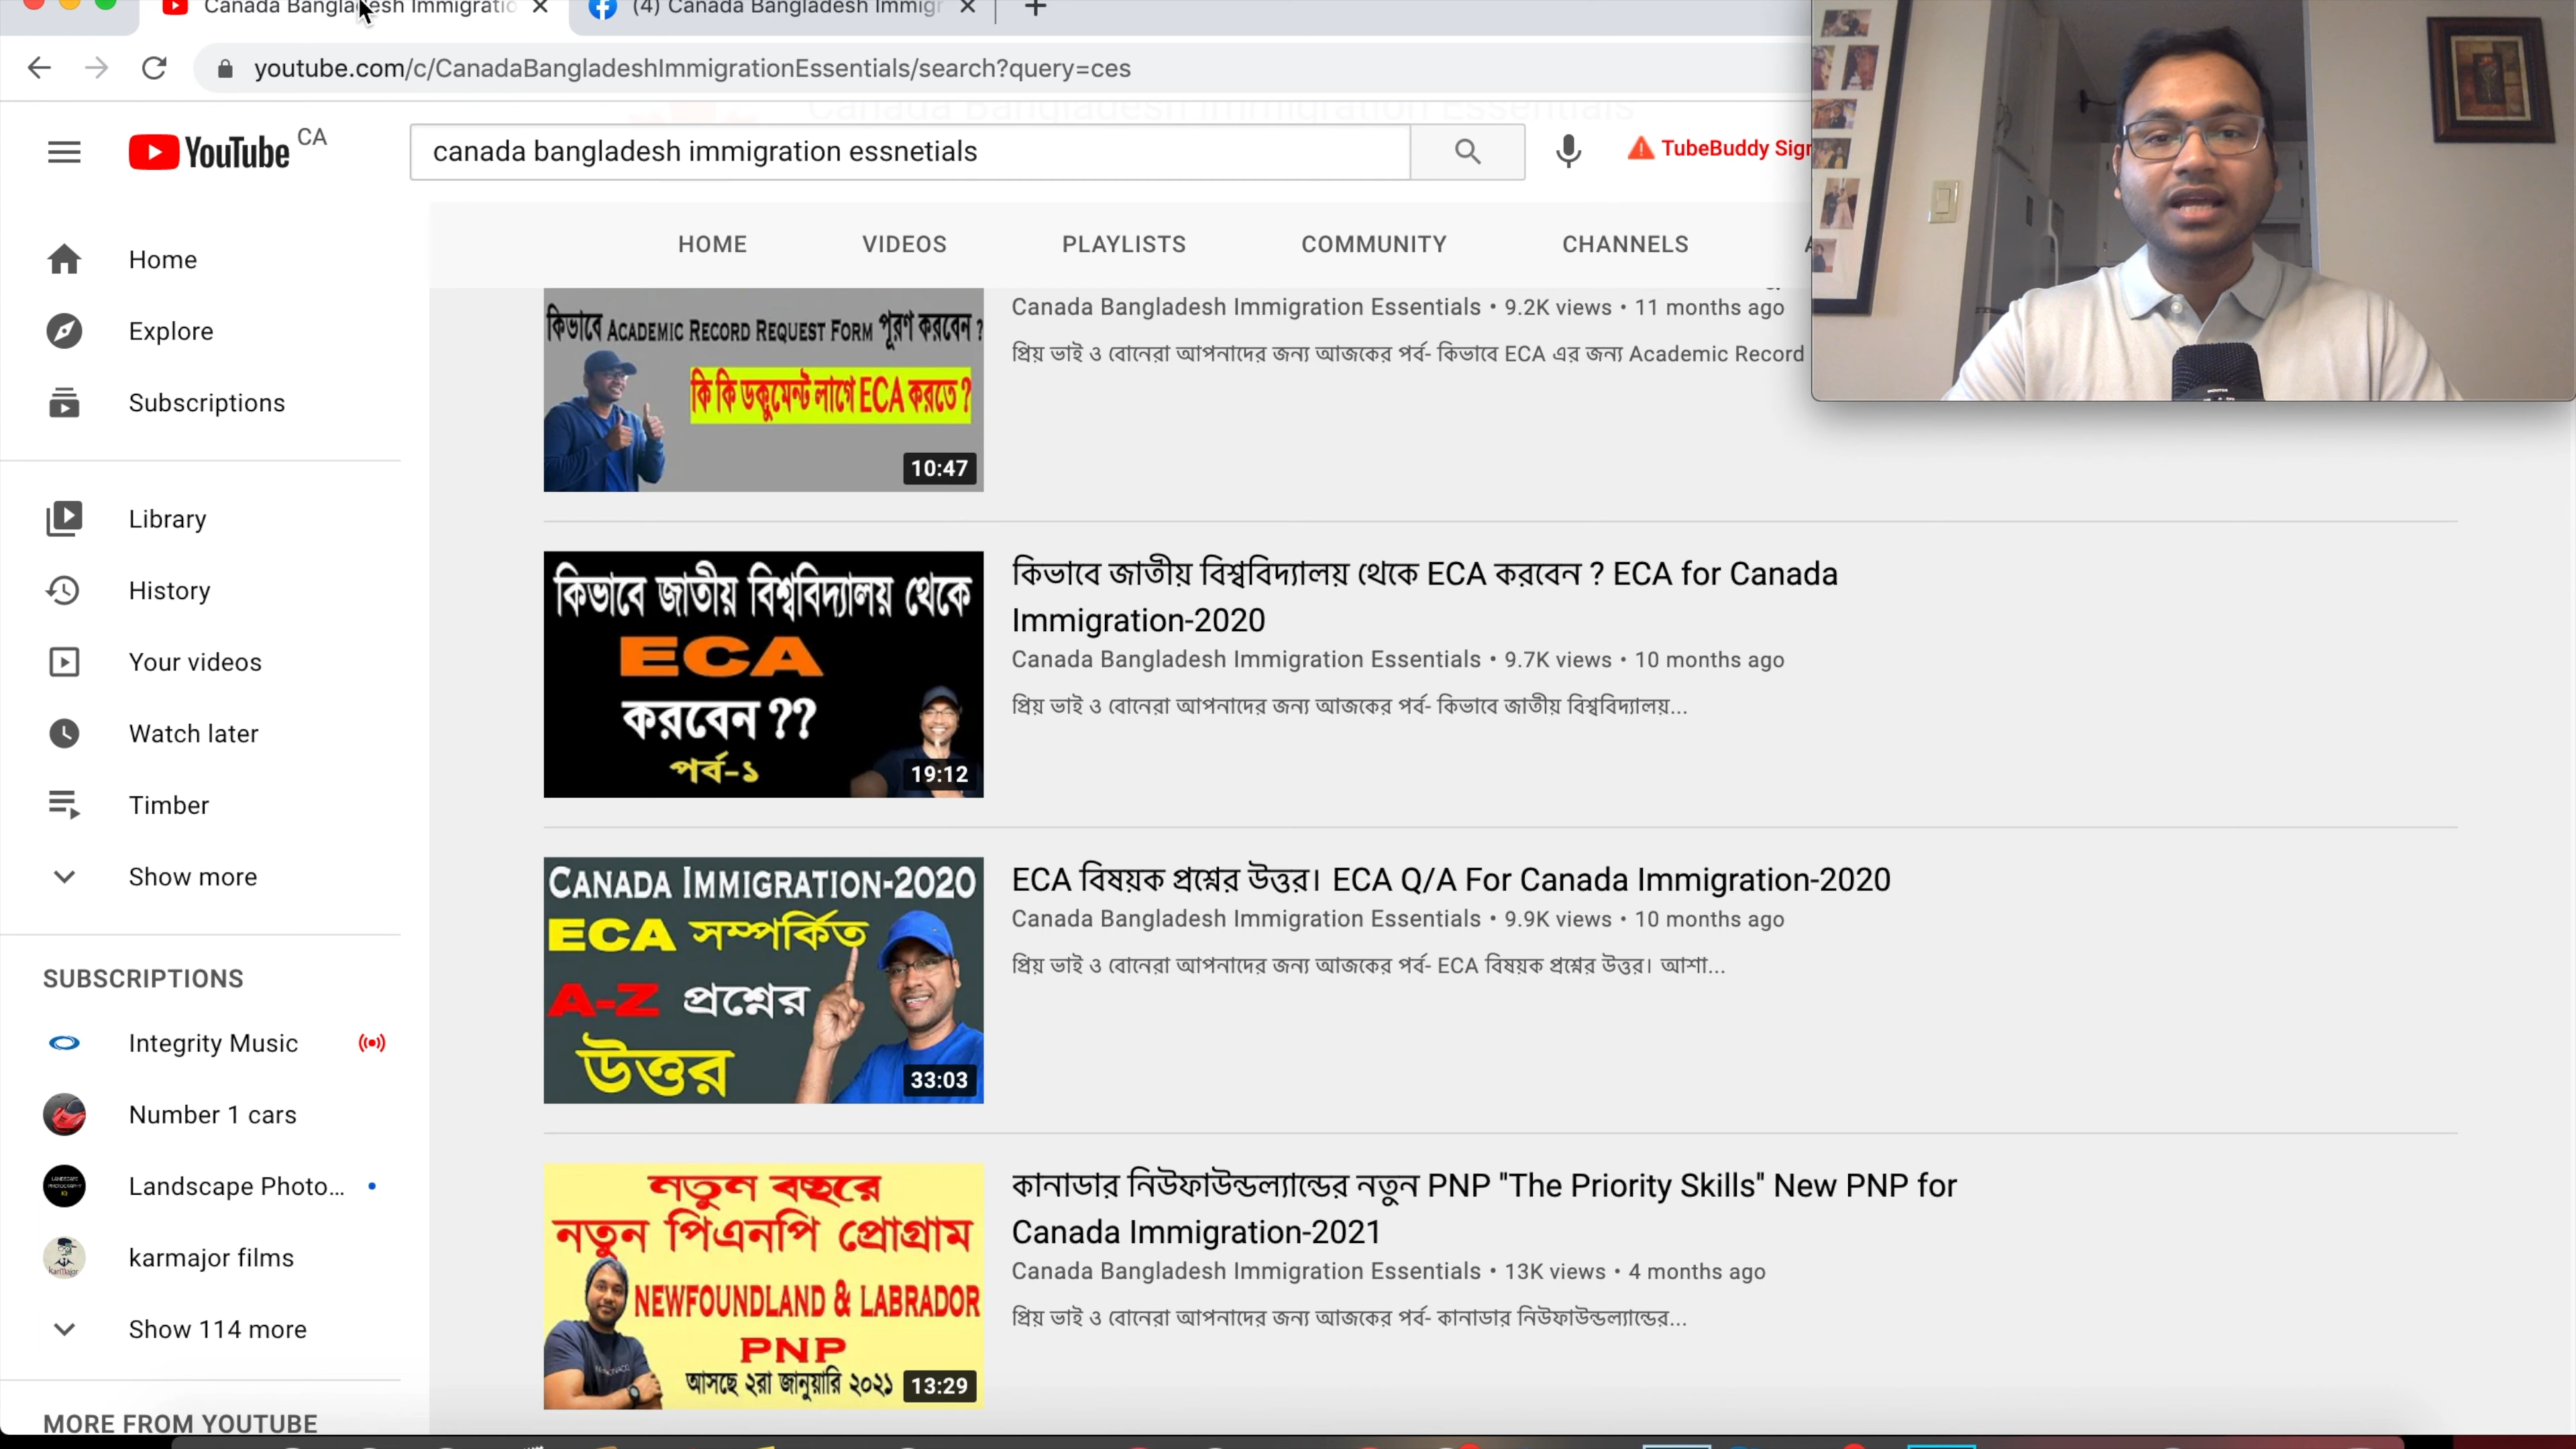 Canada Bangladesh Immigratio
(4) Canada Bangladesh Immigr
youtube.com/c/CanadaBangladeshImmigrationEssentials/search?query=ces
Canada Bangladesh Immigration Essentials
YouTube CA
canada bangladesh immigration essnetials
TubeBuddy Sign
HOME
VIDEOS
PLAYLISTS
COMMUNITY
CHANNELS
Home
Explore
Subscriptions
Library
History
Your videos
Watch later
Timber
Show more
SUBSCRIPTIONS
Integrity Music
Number 1 cars
Landscape Photo...
karmajor films
Show 114 more
MORE FROM YOUTUBE
কিভাবে ACADEMIC RECORD REQUEST FORM পূরণ করবেন ?
কি কি ডকুমেন্ট লাগে ECA করতে ?
10:47
Canada Bangladesh Immigration Essentials • 9.2K views • 11 months ago
প্রিয় ভাই ও বোনেরা আপনাদের জন্য আজকের পর্ব- কিভাবে ECA এর জন্য Academic Record
কিভাবে জাতীয় বিশ্ববিদ্যালয় থেকে
ECA
করবেন ??
পর্ব-১
19:12
কিভাবে জাতীয় বিশ্ববিদ্যালয় থেকে ECA করবেন ? ECA for Canada
Immigration-2020
Canada Bangladesh Immigration Essentials • 9.7K views • 10 months ago
প্রিয় ভাই ও বোনেরা আপনাদের জন্য আজকের পর্ব- কিভাবে জাতীয় বিশ্ববিদ্যালয়...
CANADA IMMIGRATION-2020
ECA সম্পর্কিত
A-Z প্রশ্নের
উত্তর
33:03
ECA বিষয়ক প্রশ্নের উত্তর। ECA Q/A For Canada Immigration-2020
Canada Bangladesh Immigration Essentials • 9.9K views • 10 months ago
প্রিয় ভাই ও বোনেরা আপনাদের জন্য আজকের পর্ব- ECA বিষয়ক প্রশ্নের উত্তর। আশা...
নতুন বছরে
নতুন পিএনপি প্রোগ্রাম
NEWFOUNDLAND & LABRADOR
PNP
আসছে ২রা জানুয়ারি ২০২১
13:29
কানাডার নিউফাউন্ডল্যান্ডের নতুন PNP "The Priority Skills" New PNP for
Canada Immigration-2021
Canada Bangladesh Immigration Essentials • 13K views • 4 months ago
প্রিয় ভাই ও বোনেরা আপনাদের জন্য আজকের পর্ব- কানাডার নিউফাউন্ডল্যান্ডের...